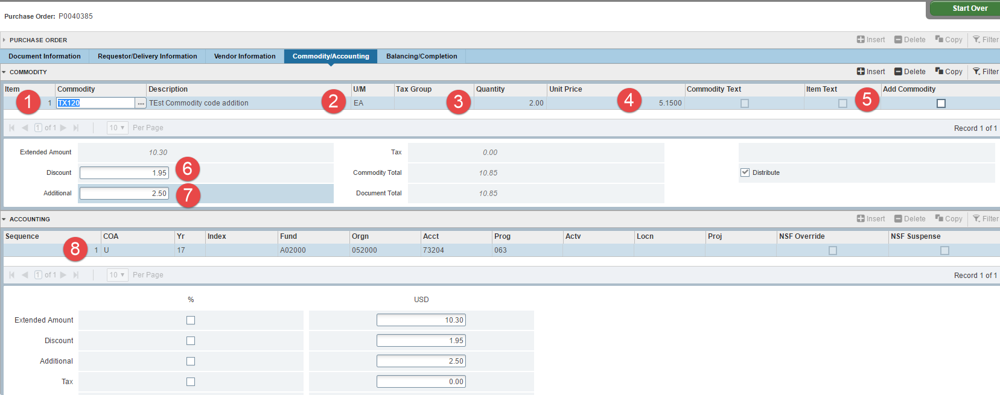 Start Over
Purchase Order: P0040385
PURCHASE ORDER Insert Delete Copy Filter
Document Information Requestor/Delivery Information Vendor Information Commodity/Accounting Balancing/Completion
COMMODITY Insert Delete Copy Filter
Item Commodity Description U/M Tax Group Quantity Unit Price Commodity Text Item Text Add Commodity
1 1 TX120 ... TEst Commodity code addition 2 EA 3 2.00 4 5.1500 5
1 of 1 10 Per Page Record 1 of 1
Extended Amount 10.30 Tax 0.00
Discount 1.95 6 Commodity Total 10.85 Distribute
Additional 2.50 7 Document Total 10.85
ACCOUNTING Insert Delete Copy Filter
Sequence COA Yr Index Fund Orgn Acct Prog Actv Locn Proj NSF Override NSF Suspense
8 1 U 17 A02000 052000 73204 063
1 of 1 10 Per Page Record 1 of 1
% USD
Extended Amount 10.30
Discount 1.95
Additional 2.50
Tax 0.00